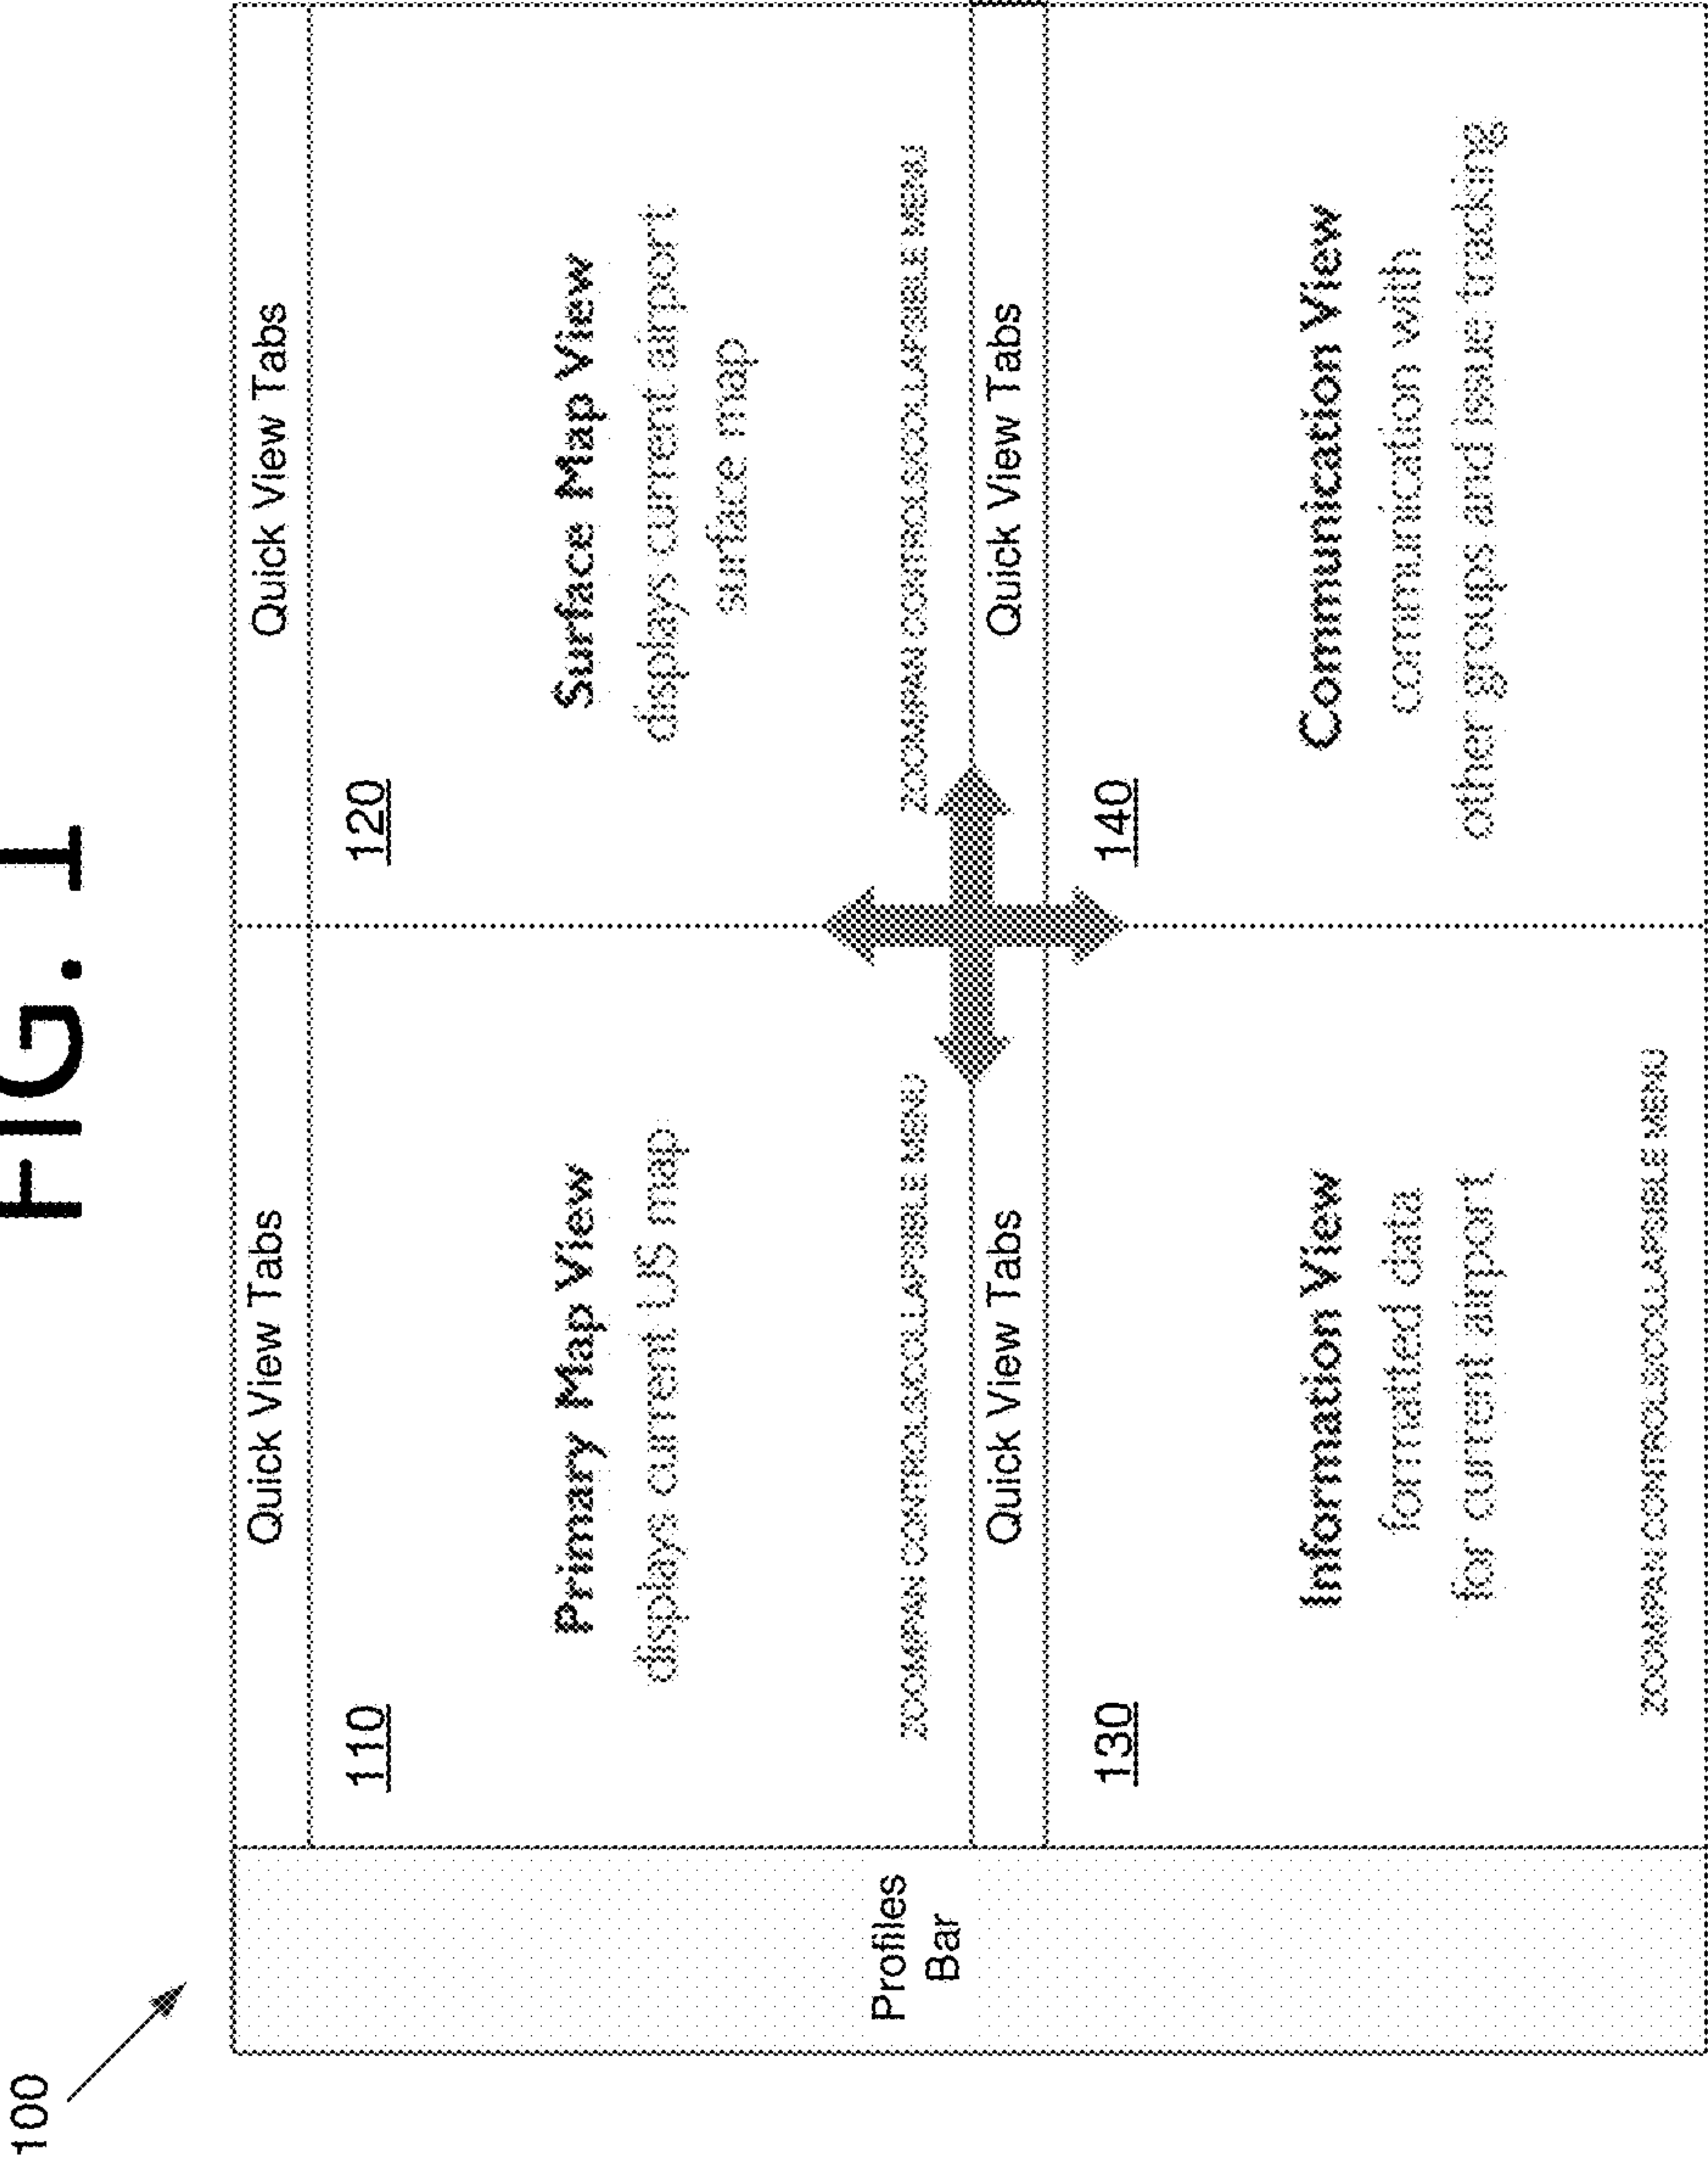 FIG. 1
100
Profiles
Bar
Quick View Tabs
110
Primary Map View
displays current US map
ZOOM/PAN CONTROLS/COLLAPSIBLE MENU
Quick View Tabs
120
Surface Map View
displays current airport
surface map
ZOOM/PAN CONTROLS/COLLAPSIBLE MENU
Quick View Tabs
130
Information View
formatted data
for current airport
ZOOM/PAN CONTROLS/COLLAPSIBLE MENU
Quick View Tabs
140
Communication View
communication with
other groups and issue tracking